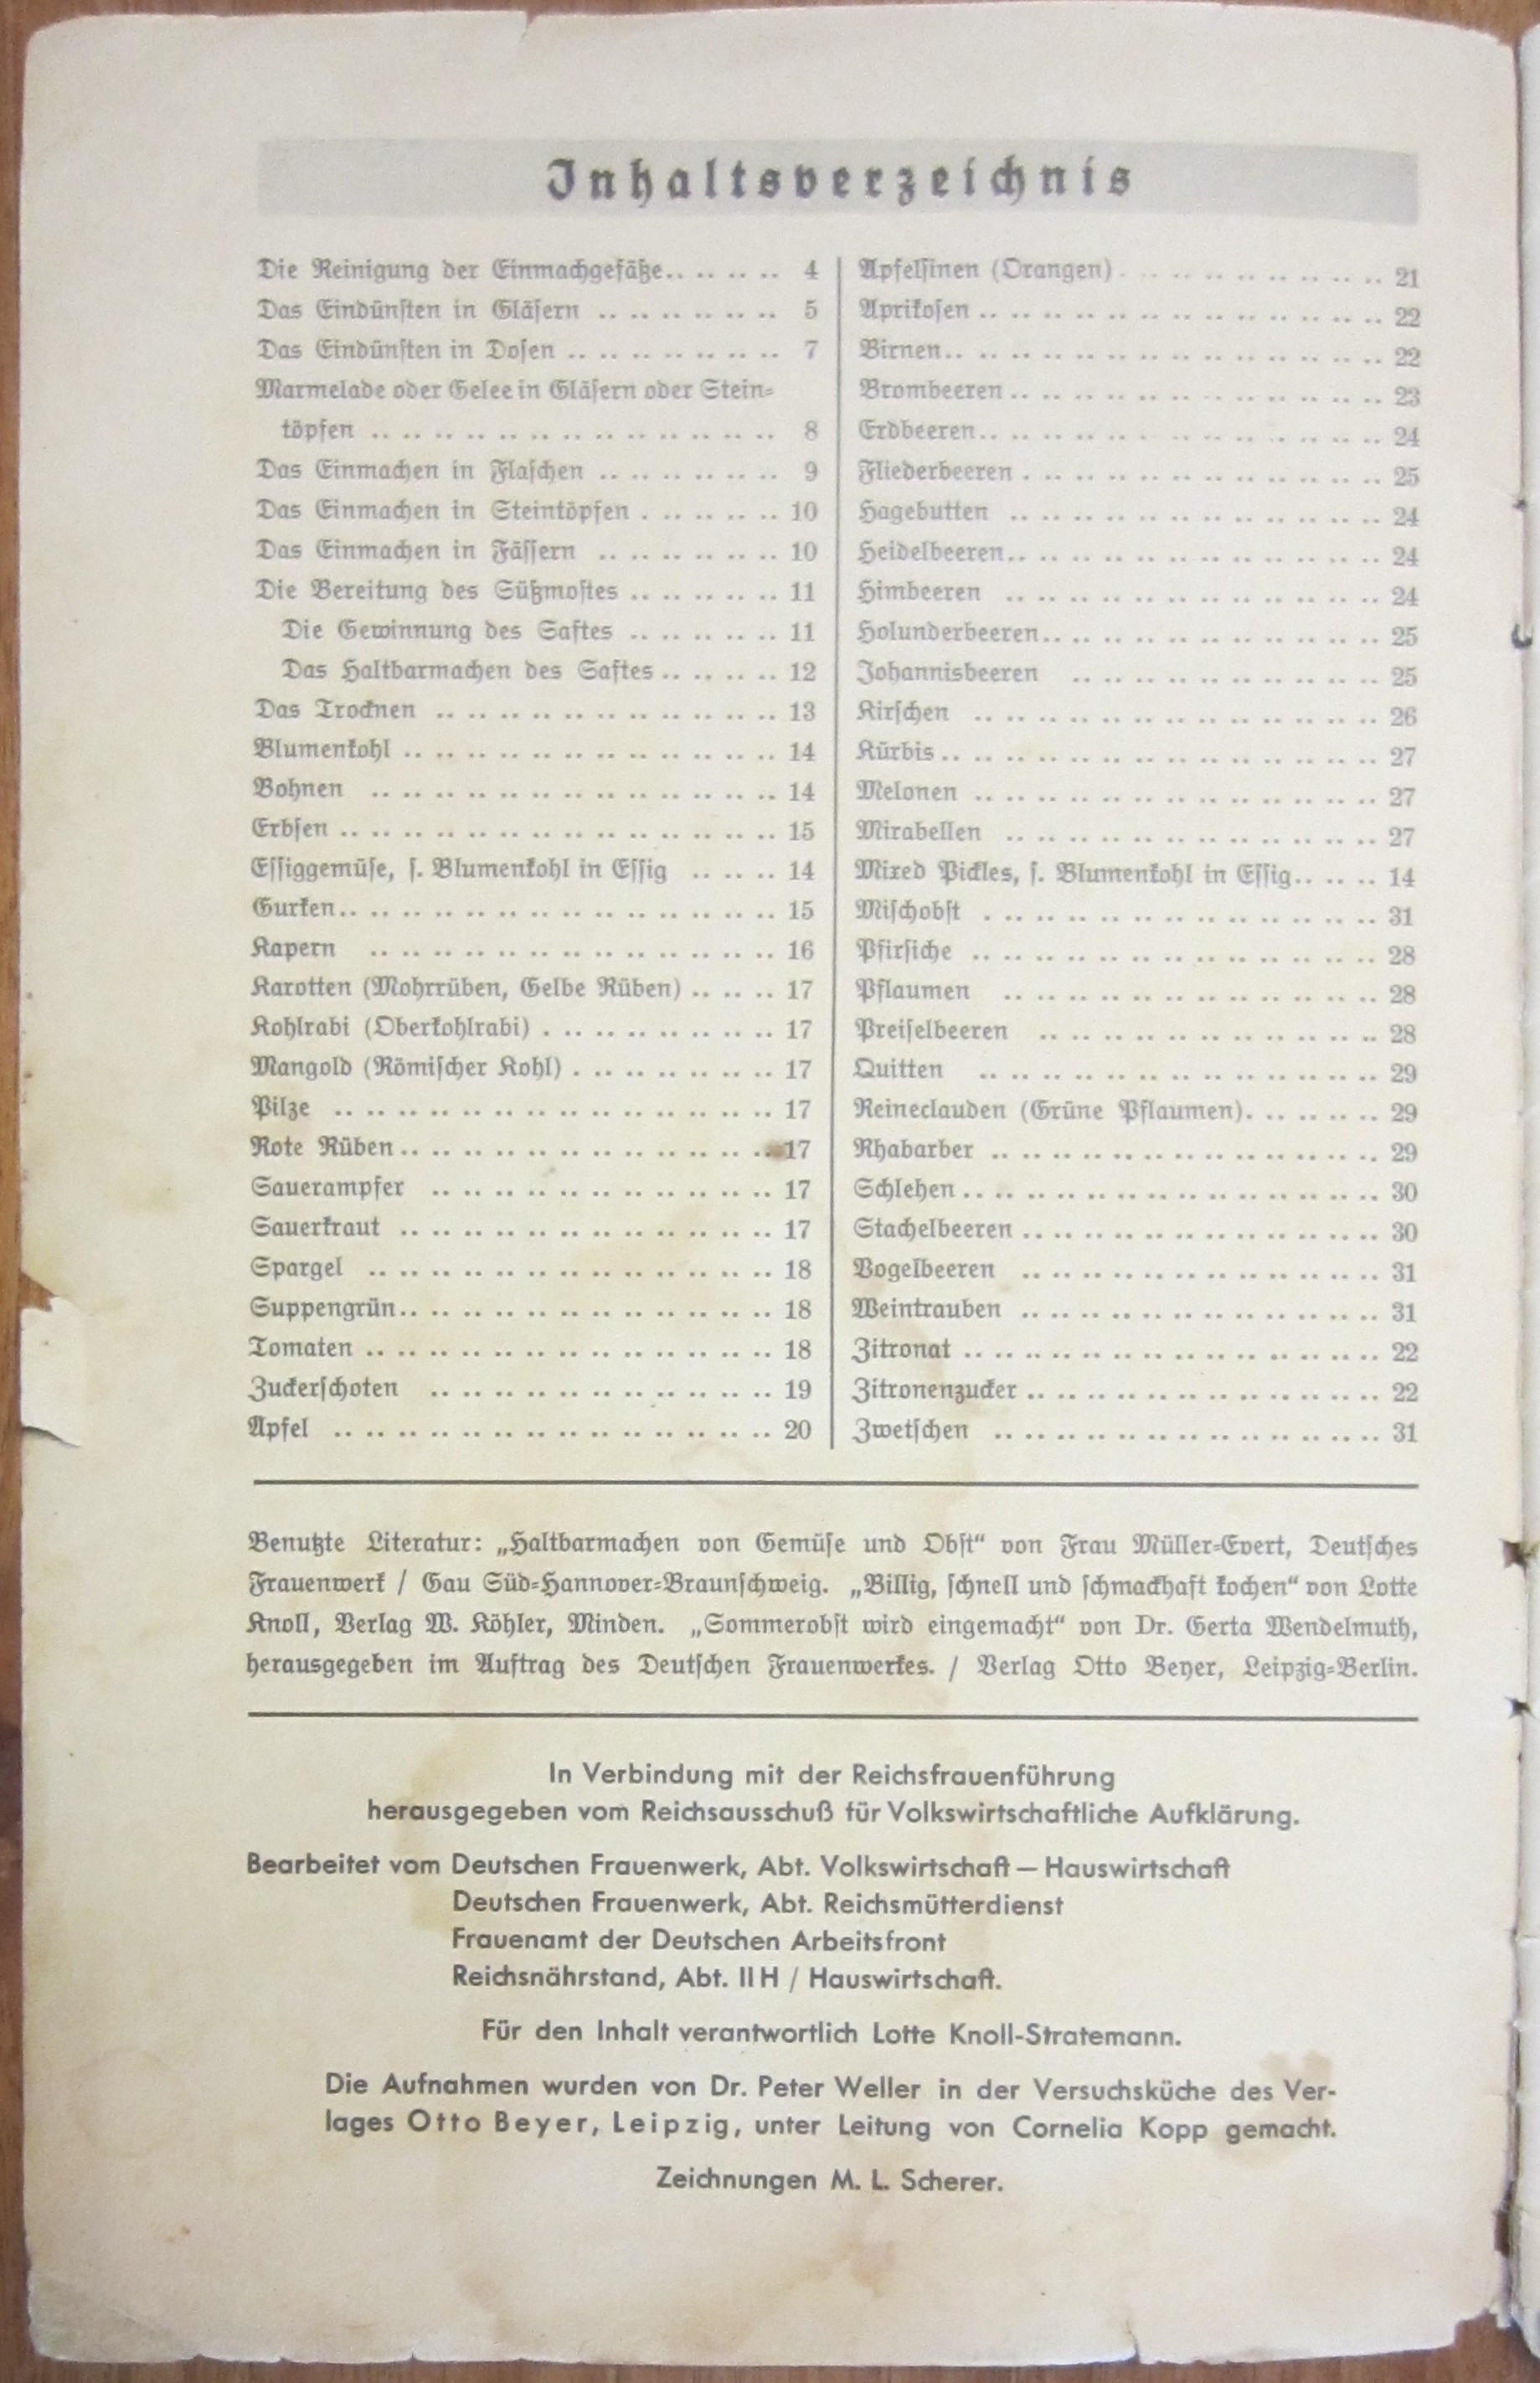 Inhaltsverzeichnis
Die Reinigung der Einmachgefäße.. .. .. .. 4
Das Eindünsten in Gläsern .. .. .. .. .. .. 5
Das Eindünsten in Dosen .. .. .. .. .. .. .. 7
Marmelade oder Gelee in Gläsern oder Stein-
töpfen .. .. .. .. .. .. .. .. .. .. .. .. .. 8
Das Einmachen in Flaschen .. .. .. .. .. .. 9
Das Einmachen in Steintöpfen . .. .. .. .. 10
Das Einmachen in Fässern .. .. .. .. .. .. 10
Die Bereitung des Süßmostes .. .. .. .. .. 11
Die Gewinnung des Saftes .. .. .. .. .. 11
Das Haltbarmachen des Saftes .. .. .. .. 12
Das Trocknen .. .. .. .. .. .. .. .. .. .. .. 13
Blumenkohl .. .. .. .. .. .. .. .. .. .. .. .. 14
Bohnen .. .. .. .. .. .. .. .. .. .. .. .. .. 14
Erbsen .. .. .. .. .. .. .. .. .. .. .. .. .. .. 15
Essiggemüse, s. Blumenkohl in Essig .. .. .. 14
Gurken.. .. .. .. .. .. .. .. .. .. .. .. .. .. 15
Kapern .. .. .. .. .. .. .. .. .. .. .. .. .. 16
Karotten (Mohrrüben, Gelbe Rüben) .. .. .. 17
Kohlrabi (Oberkohlrabi) . .. .. .. .. .. .. .. 17
Mangold (Römischer Kohl) . .. .. .. .. .. .. 17
Pilze .. .. .. .. .. .. .. .. .. .. .. .. .. .. 17
Rote Rüben .. .. .. .. .. .. .. .. .. .. .. .. 17
Sauerampfer .. .. .. .. .. .. .. .. .. .. .. 17
Sauerkraut .. .. .. .. .. .. .. .. .. .. .. .. 17
Spargel .. .. .. .. .. .. .. .. .. .. .. .. .. 18
Suppengrün.. .. .. .. .. .. .. .. .. .. .. .. 18
Tomaten .. .. .. .. .. .. .. .. .. .. .. .. .. 18
Zuckerschoten .. .. .. .. .. .. .. .. .. .. .. 19
Apfel .. .. .. .. .. .. .. .. .. .. .. .. .. .. 20
Apfelsinen (Orangen) . .. .. .. .. .. .. .. .. 21
Aprikosen .. .. .. .. .. .. .. .. .. .. .. .. .. 22
Birnen.. .. .. .. .. .. .. .. .. .. .. .. .. .. 22
Brombeeren .. .. .. .. .. .. .. .. .. .. .. .. 23
Erdbeeren.. .. .. .. .. .. .. .. .. .. .. .. .. 24
Fliederbeeren . .. .. .. .. .. .. .. .. .. .. .. 25
Hagebutten .. .. .. .. .. .. .. .. .. .. .. .. 24
Heidelbeeren.. .. .. .. .. .. .. .. .. .. .. .. 24
Himbeeren .. .. .. .. .. .. .. .. .. .. .. .. 24
Holunderbeeren.. .. .. .. .. .. .. .. .. .. .. 25
Johannisbeeren .. .. .. .. .. .. .. .. .. .. 25
Kirschen .. .. .. .. .. .. .. .. .. .. .. .. .. 26
Kürbis .. .. .. .. .. .. .. .. .. .. .. .. .. .. 27
Melonen .. .. .. .. .. .. .. .. .. .. .. .. .. 27
Mirabellen .. .. .. .. .. .. .. .. .. .. .. .. 27
Mixed Pickles, s. Blumenkohl in Essig.. .. .. 14
Mischobst . .. .. .. .. .. .. .. .. .. .. .. .. 31
Pfirsiche .. .. .. .. .. .. .. .. .. .. .. .. .. 28
Pflaumen .. .. .. .. .. .. .. .. .. .. .. .. 28
Preiselbeeren .. .. .. .. .. .. .. .. .. .. .. 28
Quitten .. .. .. .. .. .. .. .. .. .. .. .. .. 29
Reineclauden (Grüne Pflaumen). .. .. .. .. 29
Rhabarber .. .. .. .. .. .. .. .. .. .. .. .. .. 29
Schlehen .. .. .. .. .. .. .. .. .. .. .. .. .. 30
Stachelbeeren .. .. .. .. .. .. .. .. .. .. .. .. 30
Vogelbeeren .. .. .. .. .. .. .. .. .. .. .. .. 31
Weintrauben .. .. .. .. .. .. .. .. .. .. .. .. 31
Zitronat .. .. .. .. .. .. .. .. .. .. .. .. .. 22
Zitronenzucker .. .. .. .. .. .. .. .. .. .. .. 22
Zwetschen .. .. .. .. .. .. .. .. .. .. .. .. .. 31
Benutzte Literatur: „Haltbarmachen von Gemüse und Obst“ von Frau Müller-Evert, Deutsches
Frauenwerk / Gau Süd-Hannover-Braunschweig. „Billig, schnell und schmackhaft kochen“ von Lotte
Knoll, Verlag W. Köhler, Minden. „Sommerobst wird eingemacht“ von Dr. Gerta Wendelmuth,
herausgegeben im Auftrag des Deutschen Frauenwerkes. / Verlag Otto Beyer, Leipzig-Berlin.
In Verbindung mit der Reichsfrauenführung
herausgegeben vom Reichsausschuß für Volkswirtschaftliche Aufklärung.
Bearbeitet vom Deutschen Frauenwerk, Abt. Volkswirtschaft — Hauswirtschaft
Deutschen Frauenwerk, Abt. Reichsmütterdienst
Frauenamt der Deutschen Arbeitsfront
Reichsnährstand, Abt. II H / Hauswirtschaft.
Für den Inhalt verantwortlich Lotte Knoll-Stratemann.
Die Aufnahmen wurden von Dr. Peter Weller in der Versuchsküche des Ver-
lages Otto Beyer, Leipzig, unter Leitung von Cornelia Kopp gemacht.
Zeichnungen M. L. Scherer.